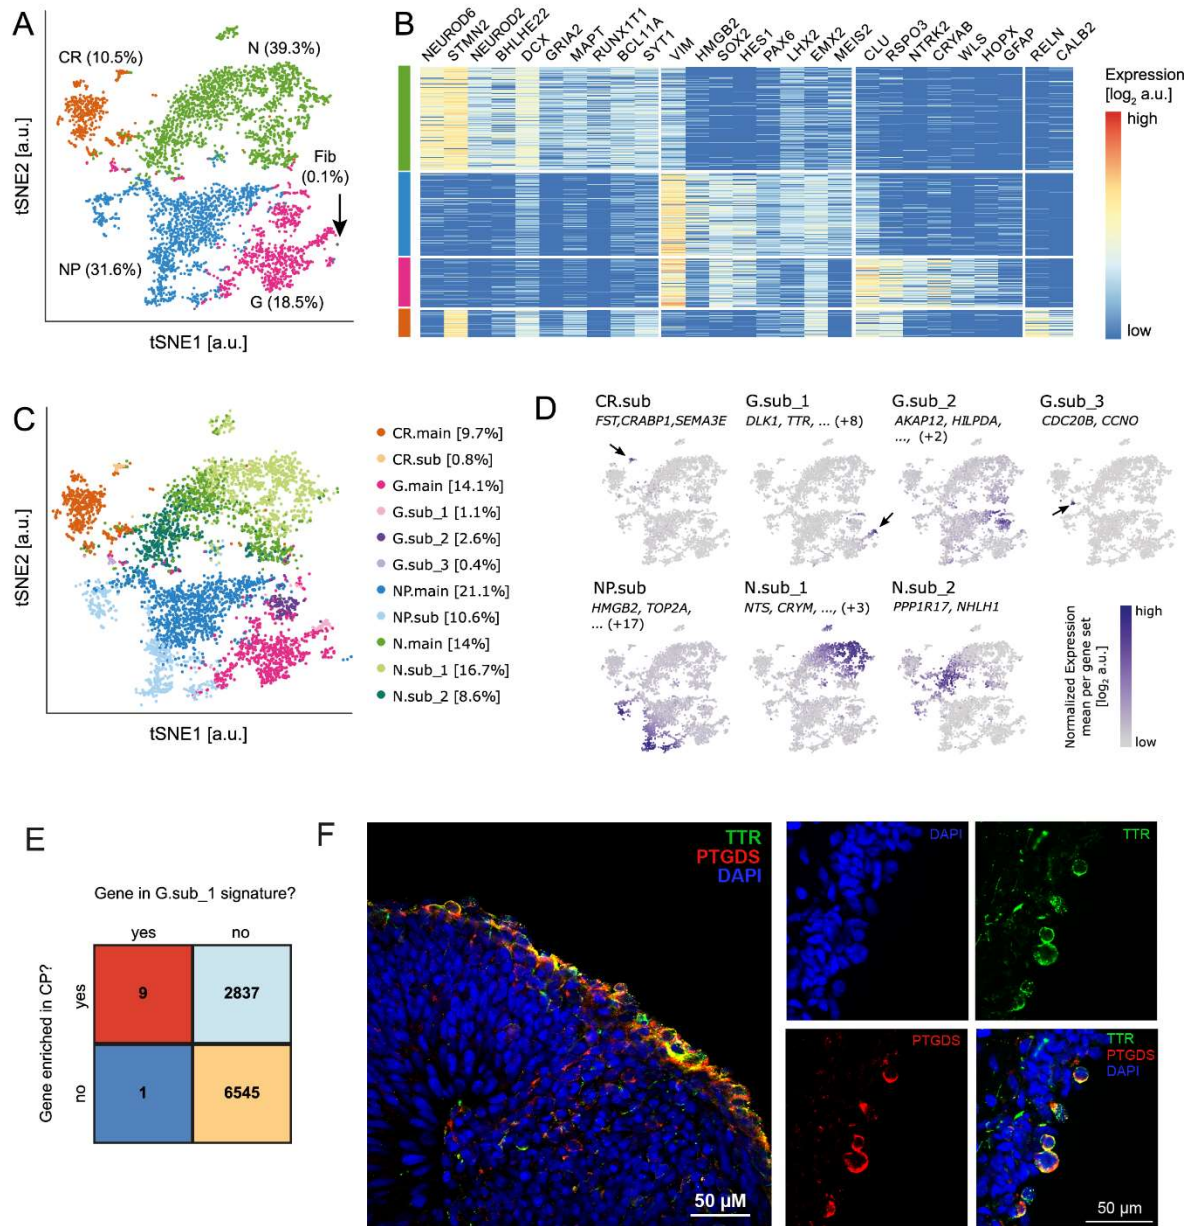 A
CR (10.5%)
N (39.3%)
Fib
(0.1%)
NP (31.6%)
G (18.5%)
tSNE2 [a.u.]
tSNE1 [a.u.]
B
NEUROD6
STMN2
NEUROD2
BHLHE22
DCX
GRIA2
MAPT
RUNX1T1
BCL11A
SYT1
VIM
HMGB2
SOX2
HES1
PAX6
LHX2
EMX2
MEIS2
CLU
RSPO3
NTRK2
CRYAB
WLS
HOPX
GFAP
RELN
CALB2
Expression
[log2 a.u.]
high
low
C
tSNE2 [a.u.]
tSNE1 [a.u.]
CR.main [9.7%]
CR.sub [0.8%]
G.main [14.1%]
G.sub_1 [1.1%]
G.sub_2 [2.6%]
G.sub_3 [0.4%]
NP.main [21.1%]
NP.sub [10.6%]
N.main [14%]
N.sub_1 [16.7%]
N.sub_2 [8.6%]
D
CR.sub
FST,CRABP1,SEMA3E
G.sub_1
DLK1, TTR, ... (+8)
G.sub_2
AKAP12, HILPDA,
..., (+2)
G.sub_3
CDC20B, CCNO
NP.sub
HMGB2, TOP2A,
... (+17)
N.sub_1
NTS, CRYM, ..., (+3)
N.sub_2
PPP1R17, NHLH1
Normalized Expression
mean per gene set
[log2 a.u.]
high
low
E
Gene in G.sub_1 signature?
yes no
Gene enriched in CP?
yes
no
9 2837
1 6545
F
TTR
PTGDS
DAPI
50 µM
DAPI
TTR
PTGDS
TTR
PTGDS
DAPI
50 µm